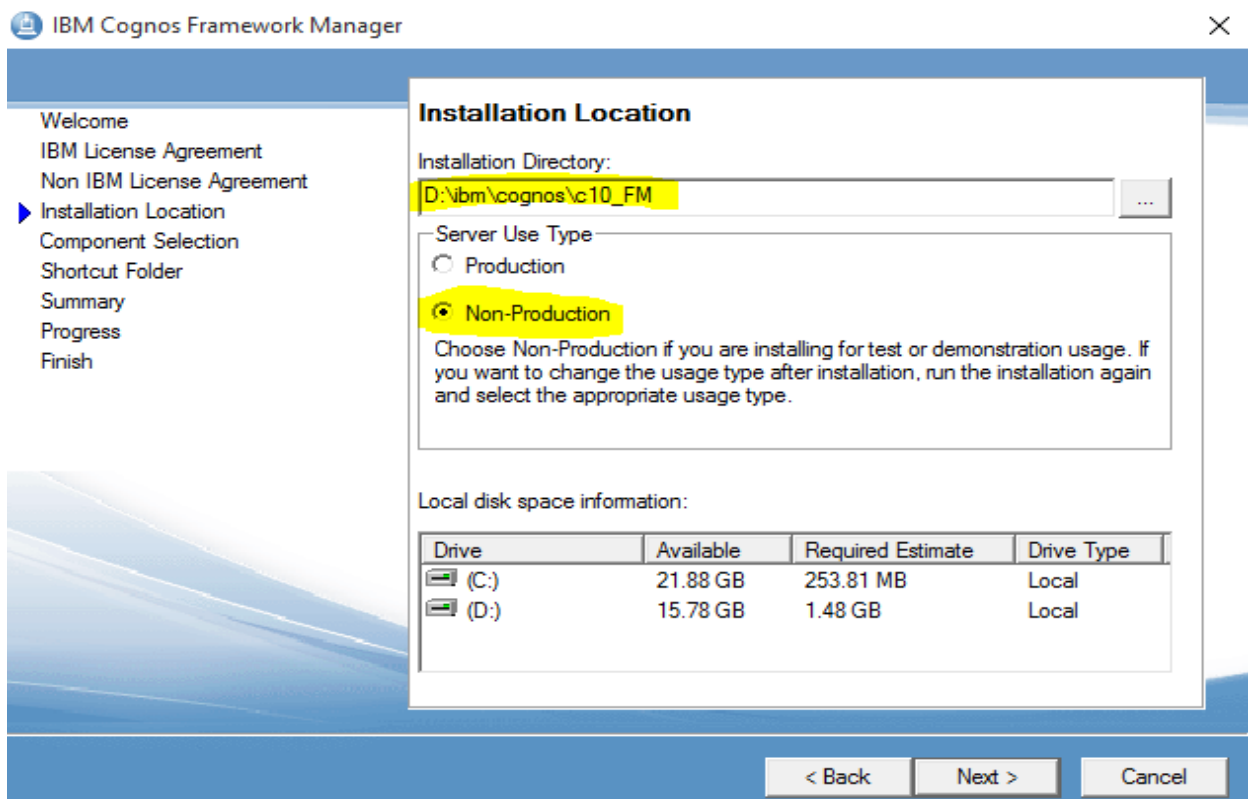 IBM Cognos Framework Manager
Welcome
IBM License Agreement
Non IBM License Agreement
Installation Location
Component Selection
Shortcut Folder
Summary
Progress
Finish
Installation Location
Installation Directory:
D:\ibm\cognos\c10_FM
...
Server Use Type
Production
Non-Production
Choose Non-Production if you are installing for test or demonstration usage. If
you want to change the usage type after installation, run the installation again
and select the appropriate usage type.
Local disk space information:
Drive Available Required Estimate Drive Type
(C:) 21.88 GB 253.81 MB Local
(D:) 15.78 GB 1.48 GB Local
< Back Next > Cancel